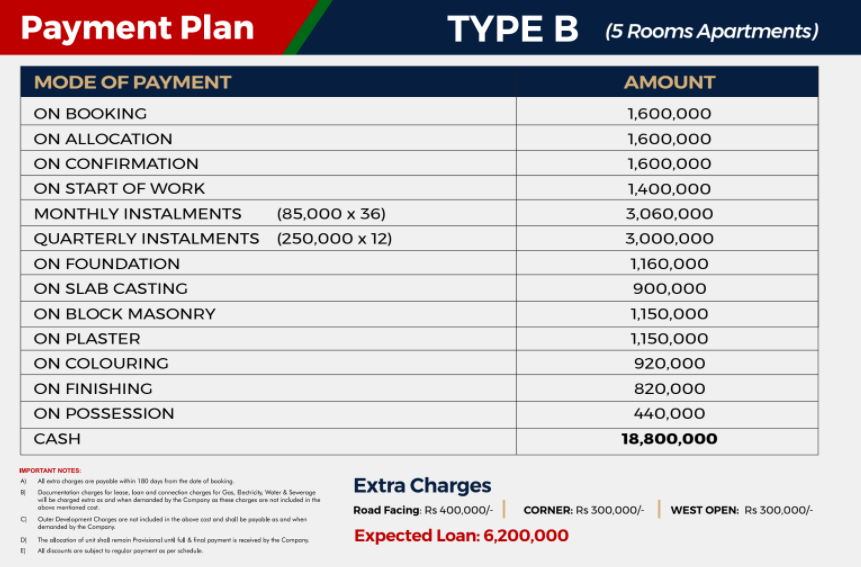 Payment Plan TYPE B (5 Rooms Apartments)
MODE OF PAYMENT AMOUNT
ON BOOKING 1,600,000
ON ALLOCATION 1,600,000
ON CONFIRMATION 1,600,000
ON START OF WORK 1,400,000
MONTHLY INSTALMENTS (85,000 x 36) 3,060,000
QUARTERLY INSTALMENTS (250,000 x 12) 3,000,000
ON FOUNDATION 1,160,000
ON SLAB CASTING 900,000
ON BLOCK MASONRY 1,150,000
ON PLASTER 1,150,000
ON COLOURING 920,000
ON FINISHING 820,000
ON POSSESSION 440,000
CASH 18,800,000
IMPORTANT NOTES:
A) All extra charges are payable within 180 days from the date of booking.
B) Documentation charges for lease, loan and connection charges for Gas, Electricity, Water & Sewerage
will be charged extra as and when demanded by the Company as these charges are not included in the
above mentioned cost.
C) Outer Development Charges are not included in the above cost and shall be payable as and when
demanded by the Company.
D) The allocation of unit shall remain Provisional until full & final payment is received by the Company.
E) All discounts are subject to regular payment as per schedule.
Extra Charges
Road Facing: Rs 400,000/- CORNER: Rs 300,000/- WEST OPEN: Rs 300,000/-
Expected Loan: 6,200,000